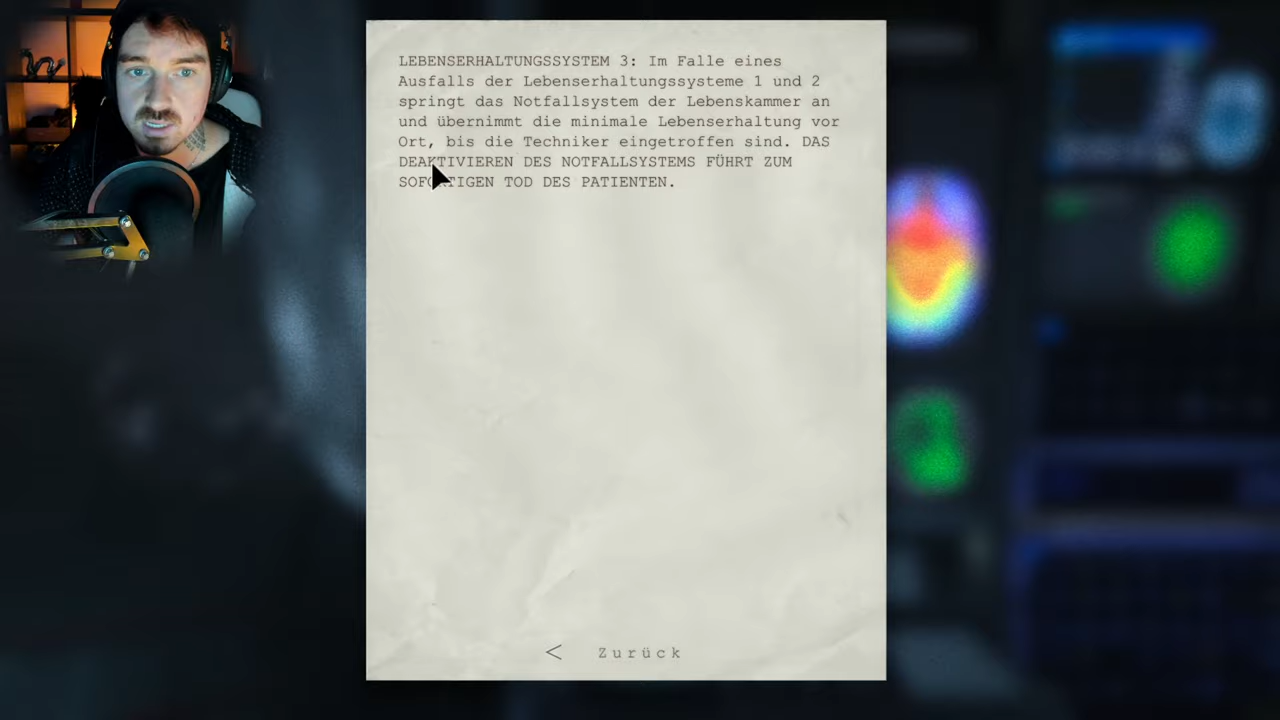 LEBENSERHALTUNGSSYSTEM 3: Im Falle eines
Ausfalls der Lebenserhaltungssysteme 1 und 2
springt das Notfallsystem der Lebenskammer an
und übernimmt die minimale Lebenserhaltung vor
Ort, bis die Techniker eingetroffen sind. DAS
DEAKTIVIEREN DES NOTFALLSYSTEMS FÜHRT ZUM
SOFORTIGEN TOD DES PATIENTEN.
< Zurück